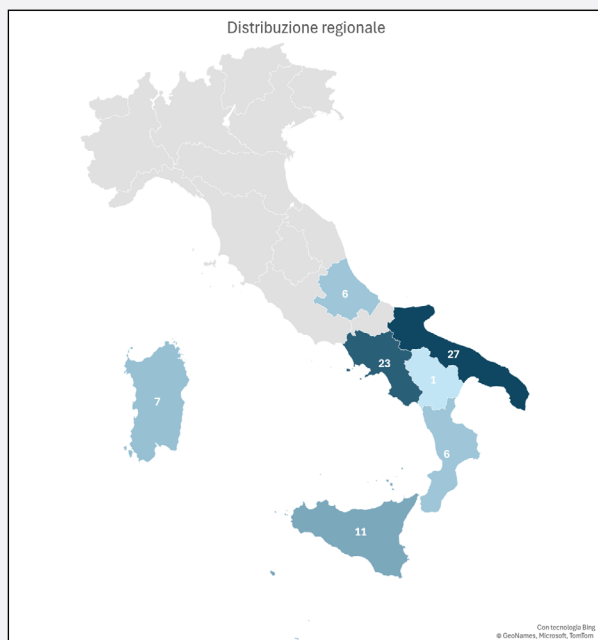 Distribuzione regionale
6
27
23
1
7
6
11
Con tecnologia Bing
© GeoNames, Microsoft, TomTom